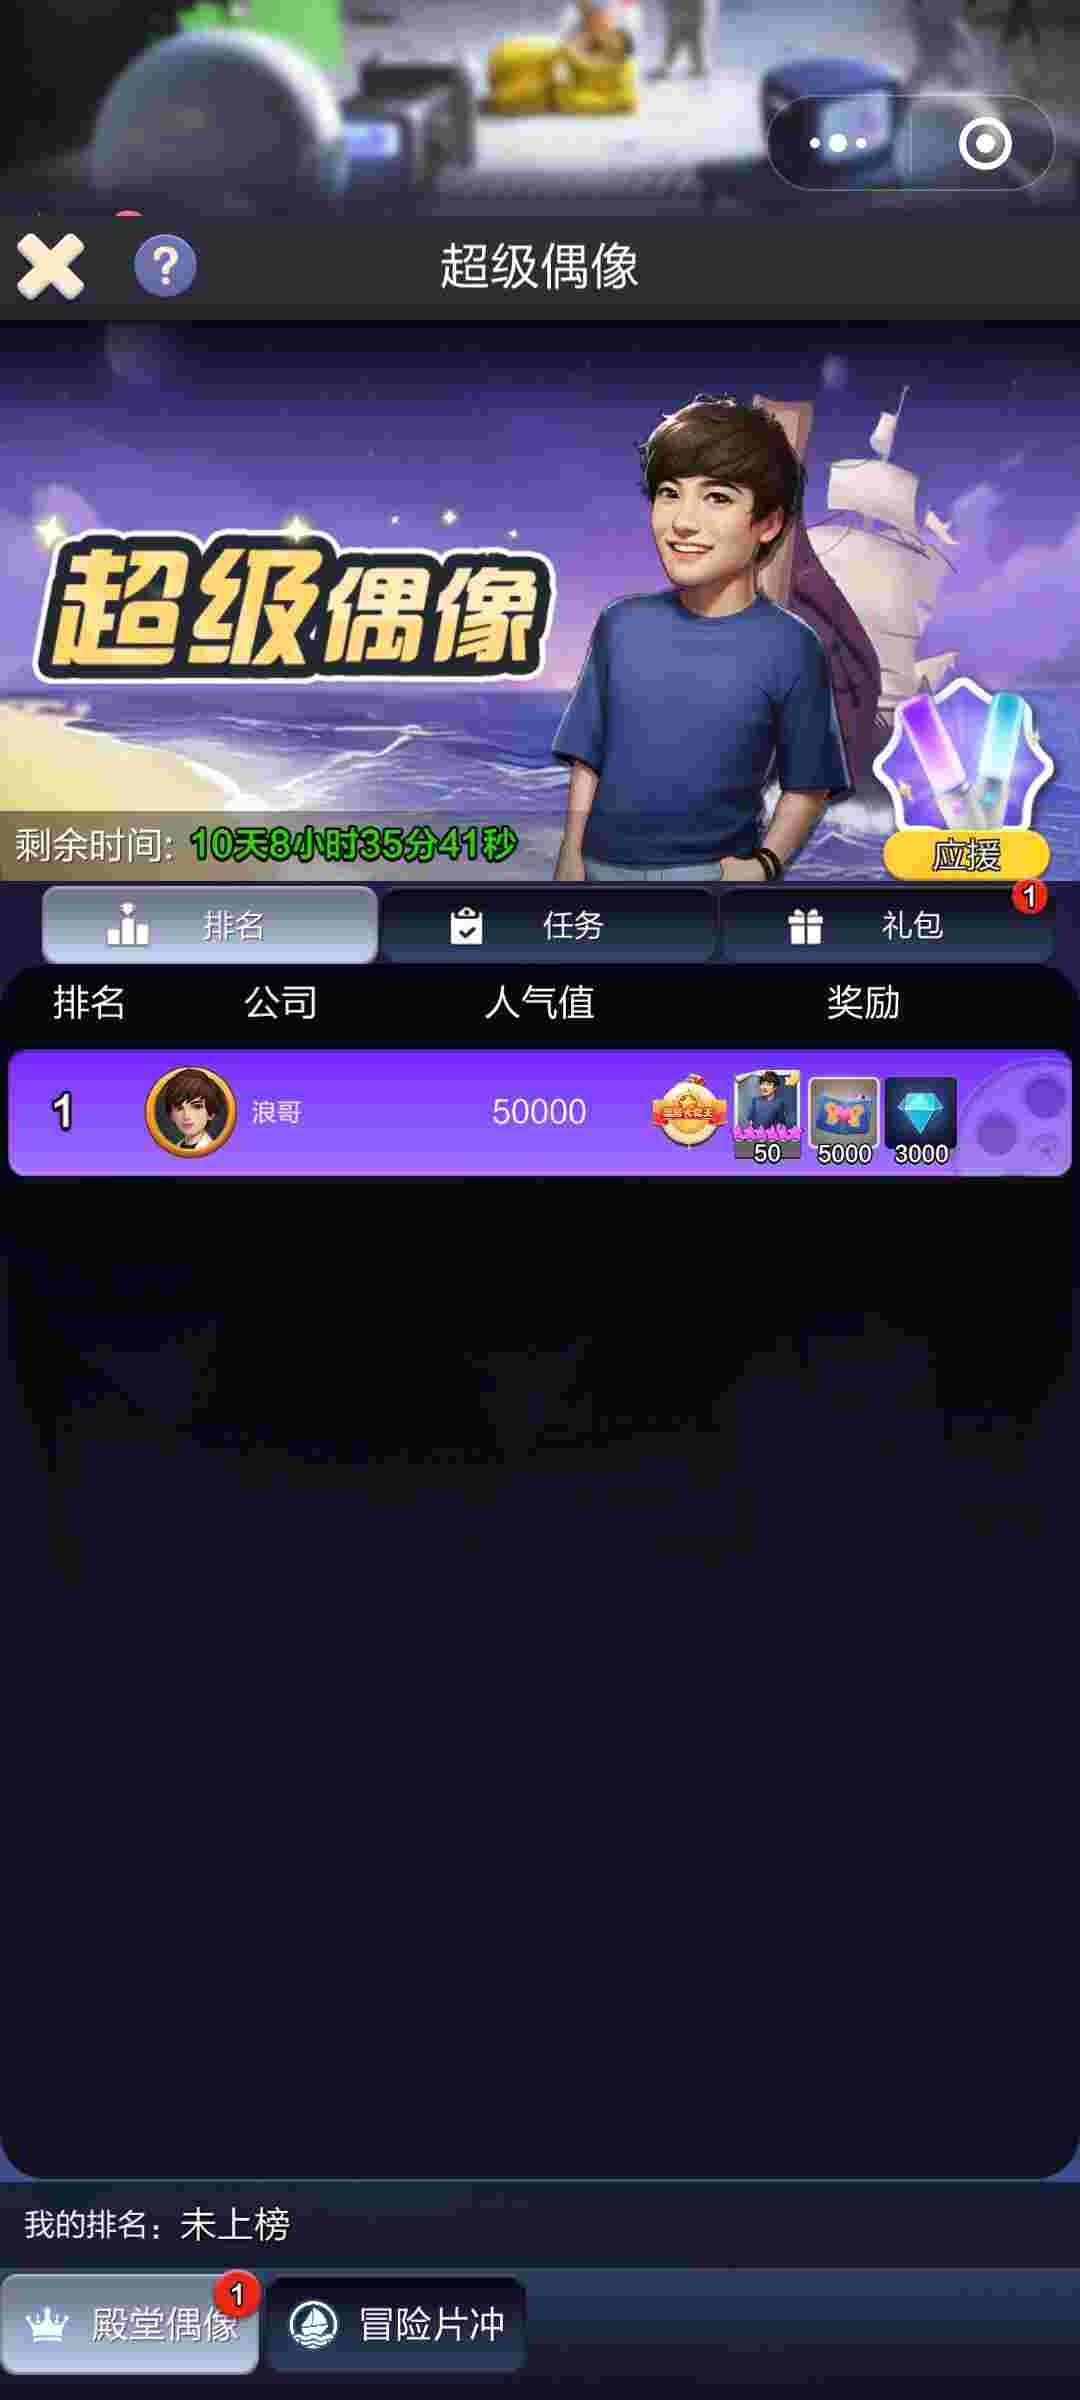 ?
超级偶像
超级偶像
剩余时间: 10天8小时35分41秒
应援
排名
任务
礼包
1
排名
公司
人气值
奖励
1
浪哥
50000
50
5000
3000
我的排名: 未上榜
殿堂偶像
1
冒险片冲